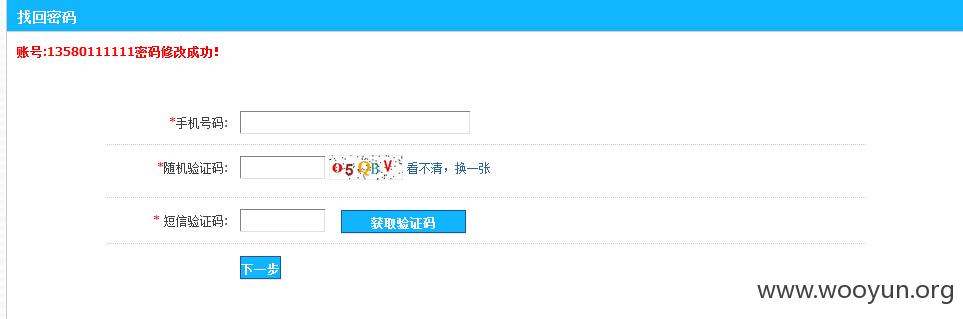 找回密码
账号:13580111111密码修改成功!
*手机号码:
*随机验证码: 95QBV 看不清，换一张
* 短信验证码: 获取验证码
下一步
www.wooyun.org